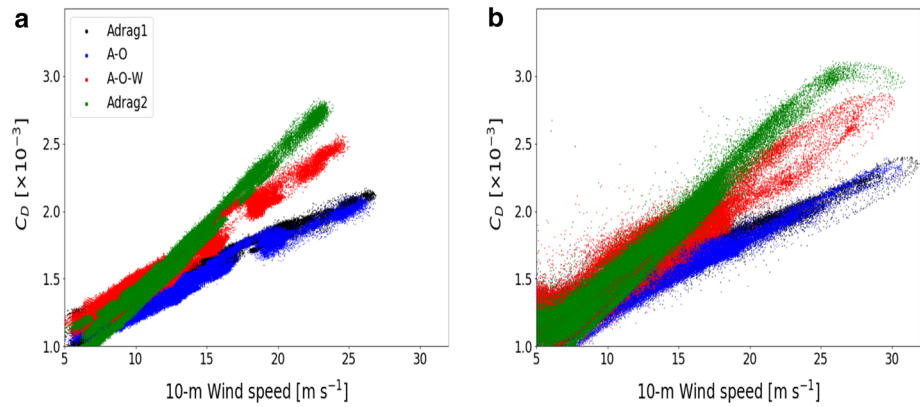 a
b
Adrag1
A-O
A-O-W
Adrag2
3.0
2.5
2.0
1.5
1.0
C_D [×10⁻³]
5 10 15 20 25 30
10-m Wind speed [m s⁻¹]
3.0
2.5
2.0
1.5
1.0
C_D [×10⁻³]
5 10 15 20 25 30
10-m Wind speed [m s⁻¹]